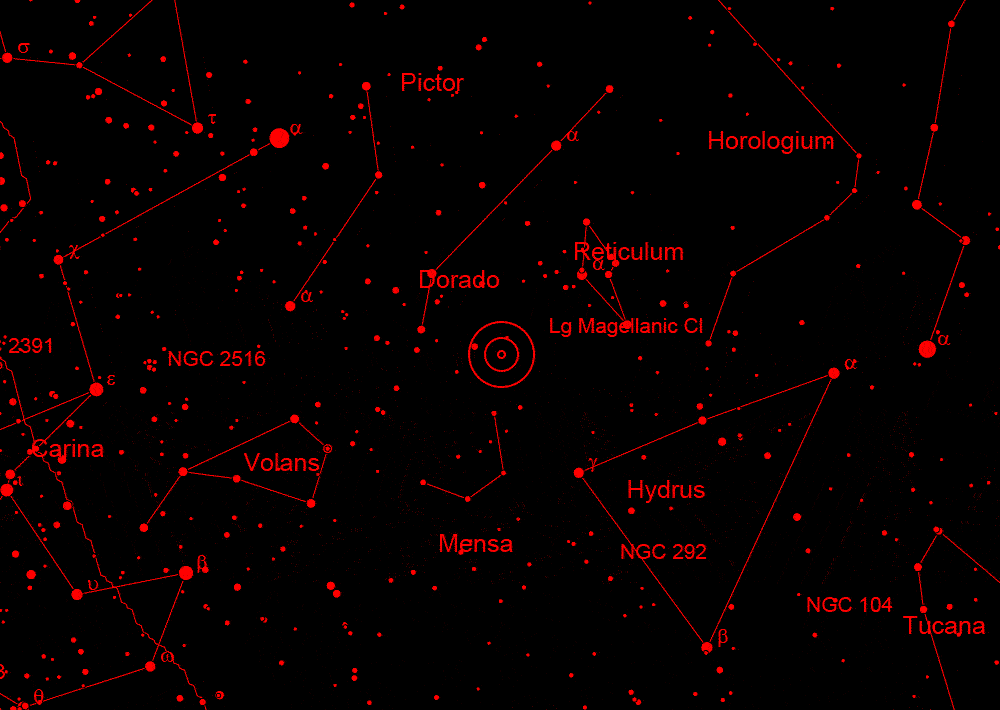 σ
Pictor
τ
α
α
Horologium
χ
Reticulum
α
Dorado
α
Lg Magellanic Cl
2391
NGC 2516
α
α
ε
Carina
Volans
γ
ι
Hydrus
Mensa
NGC 292
β
υ
NGC 104
Tucana
β
ω
θ